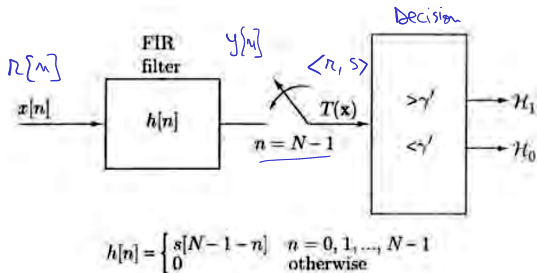 Decision
FIR
filter
y[n]
r[n]
<r, s>
x[n]
h[n]
T(x)
>γ′
H₁
n = N − 1
<γ′
H₀
h[n] = { s[N − 1 − n] n = 0, 1, ..., N − 1
0 otherwise